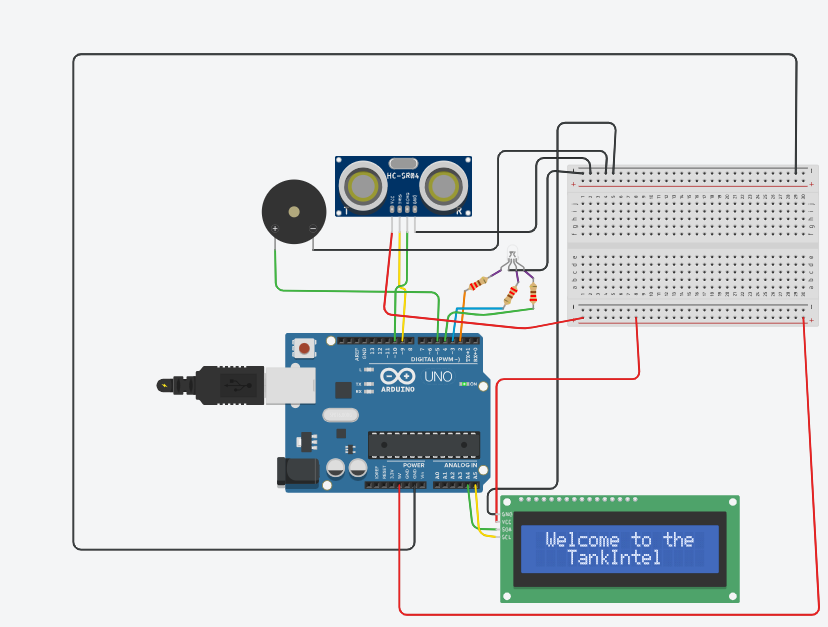 HC-SR04
T
R
+
−
VCC
TRIG
ECHO
GND
AREF
GND
13
12
~11
~10
~9
8
7
~6
~5
4
~3
2
TX→1
RX←0
DIGITAL (PWM~)
L
TX
RX
ARDUINO
UNO
ON
POWER
ANALOG IN
IOREF
RESET
3.3V
5V
GND
GND
Vin
A0
A1
A2
A3
A4
A5
GND
VCC
SDA
SCL
Welcome to the
TankIntel